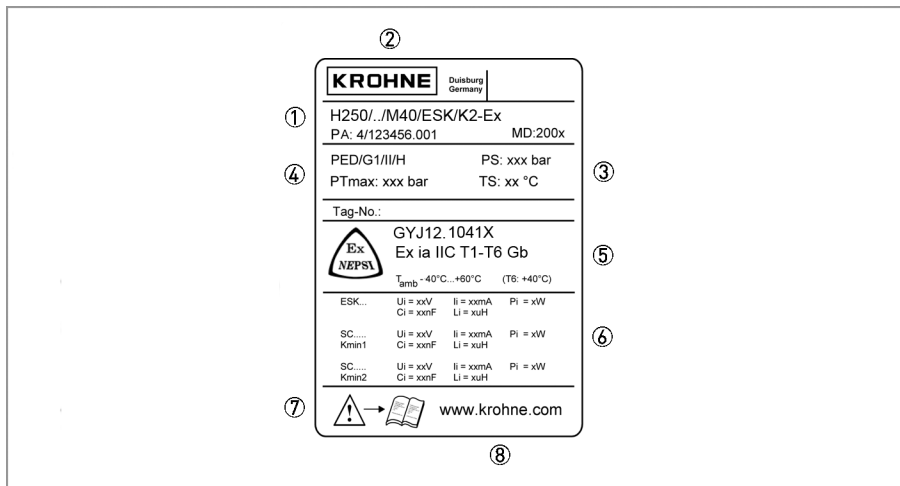 ②
KROHNE Duisburg
Germany
① H250/../M40/ESK/K2-Ex
PA: 4/123456.001 MD:200x
④ PED/G1/II/H PS: xxx bar ③
PTmax: xxx bar TS: xx °C
Tag-No.:
GYJ12.1041X
Ex NEPSI Ex ia IIC T1-T6 Gb ⑤
Tamb - 40°C...+60°C (T6: +40°C)
ESK... Ui = xxV Ii = xxmA Pi = xW
Ci = xxnF Li = xuH
SC..... Ui = xxV Ii = xxmA Pi = xW ⑥
Kmin1 Ci = xxnF Li = xuH
SC..... Ui = xxV Ii = xxmA Pi = xW
Kmin2 Ci = xxnF Li = xuH
⑦ www.krohne.com
⑧